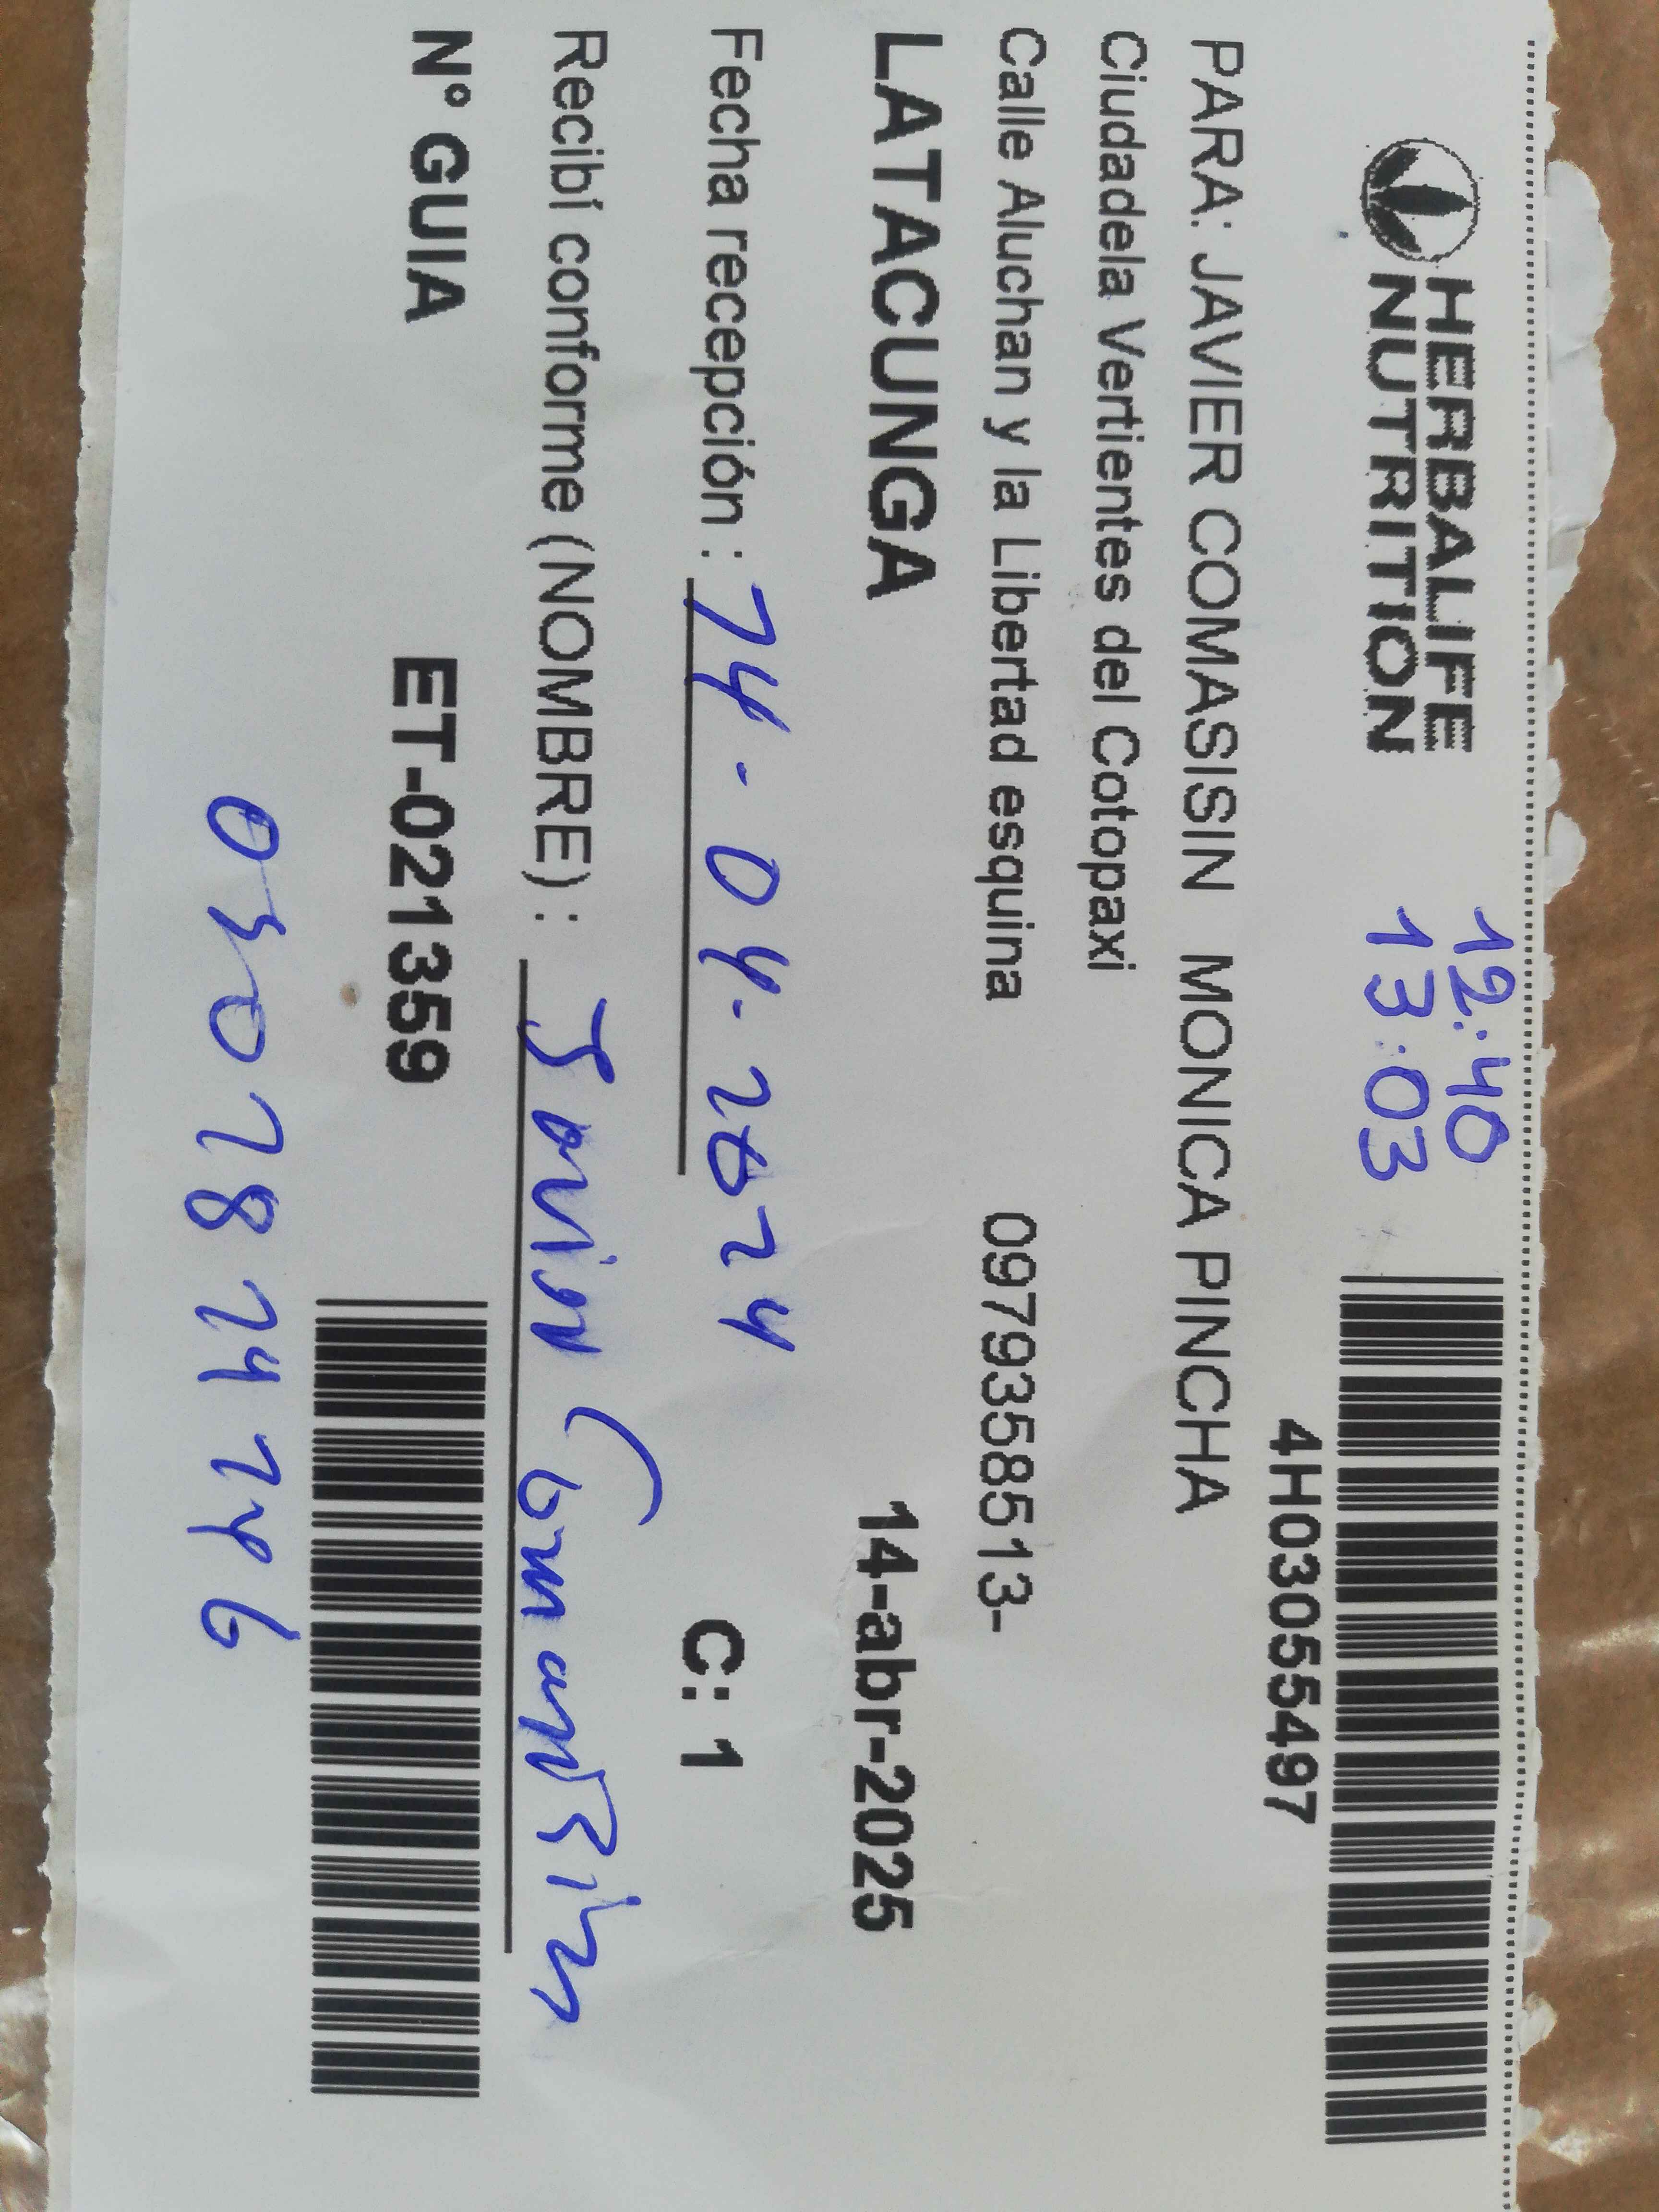 HERBALIFE
NUTRITION
12:40
13:03
4H03055497
PARA: JAVIER COMASISIN MONICA PINCHA
Ciudadela Vertientes del Cotopaxi
Calle Aluchan y la Libertad esquina 0979358513-
LATACUNGA 14-abr-2025
Fecha recepción : 14-04-2024 C: 1
Recibí conforme (NOMBRE) : Javier Comasisin
N° GUIA ET-021359